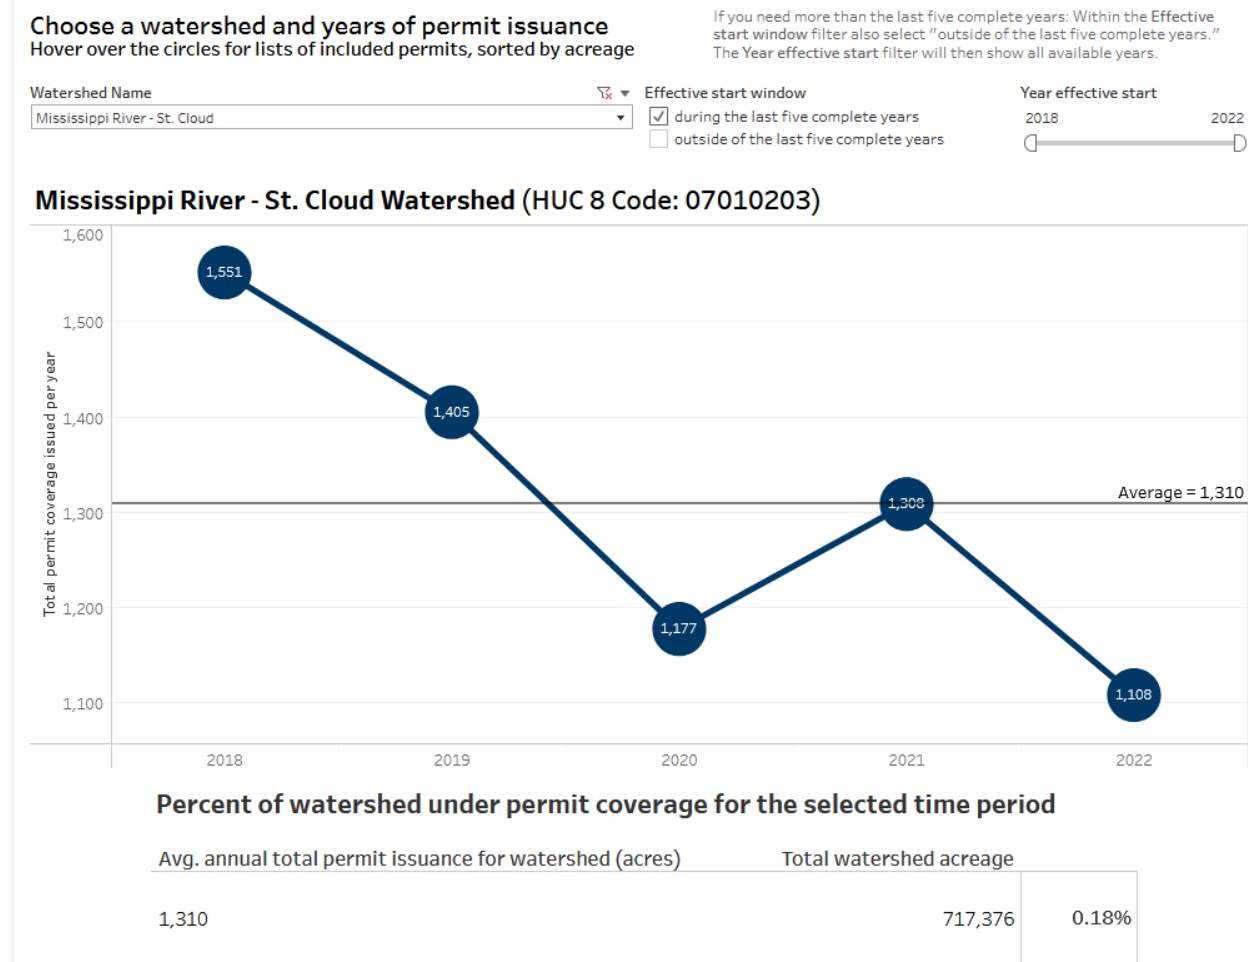 Choose a watershed and years of permit issuance
Hover over the circles for lists of included permits, sorted by acreage
If you need more than the last five complete years: Within the Effective
start window filter also select "outside of the last five complete years."
The Year effective start filter will then show all available years.
Watershed Name
Mississippi River - St. Cloud
Effective start window
during the last five complete years
outside of the last five complete years
Year effective start
2018 2022
Mississippi River - St. Cloud Watershed (HUC 8 Code: 07010203)
Total permit coverage issued per year
1,600
1,500
1,400
1,300
1,200
1,100
1,551
1,405
1,177
1,308
1,108
Average = 1,310
2018 2019 2020 2021 2022
Percent of watershed under permit coverage for the selected time period
Avg. annual total permit issuance for watershed (acres) Total watershed acreage
1,310 717,376 0.18%